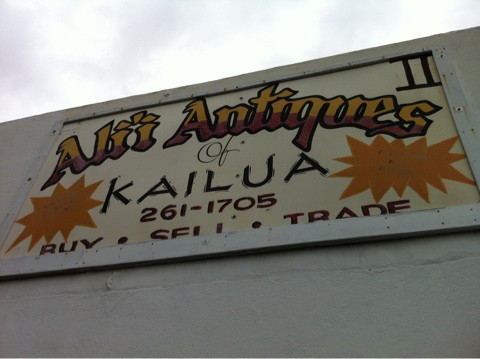 Ali'i Antiques II
Of
KAILUA
261-1705
BUY • SELL • TRADE